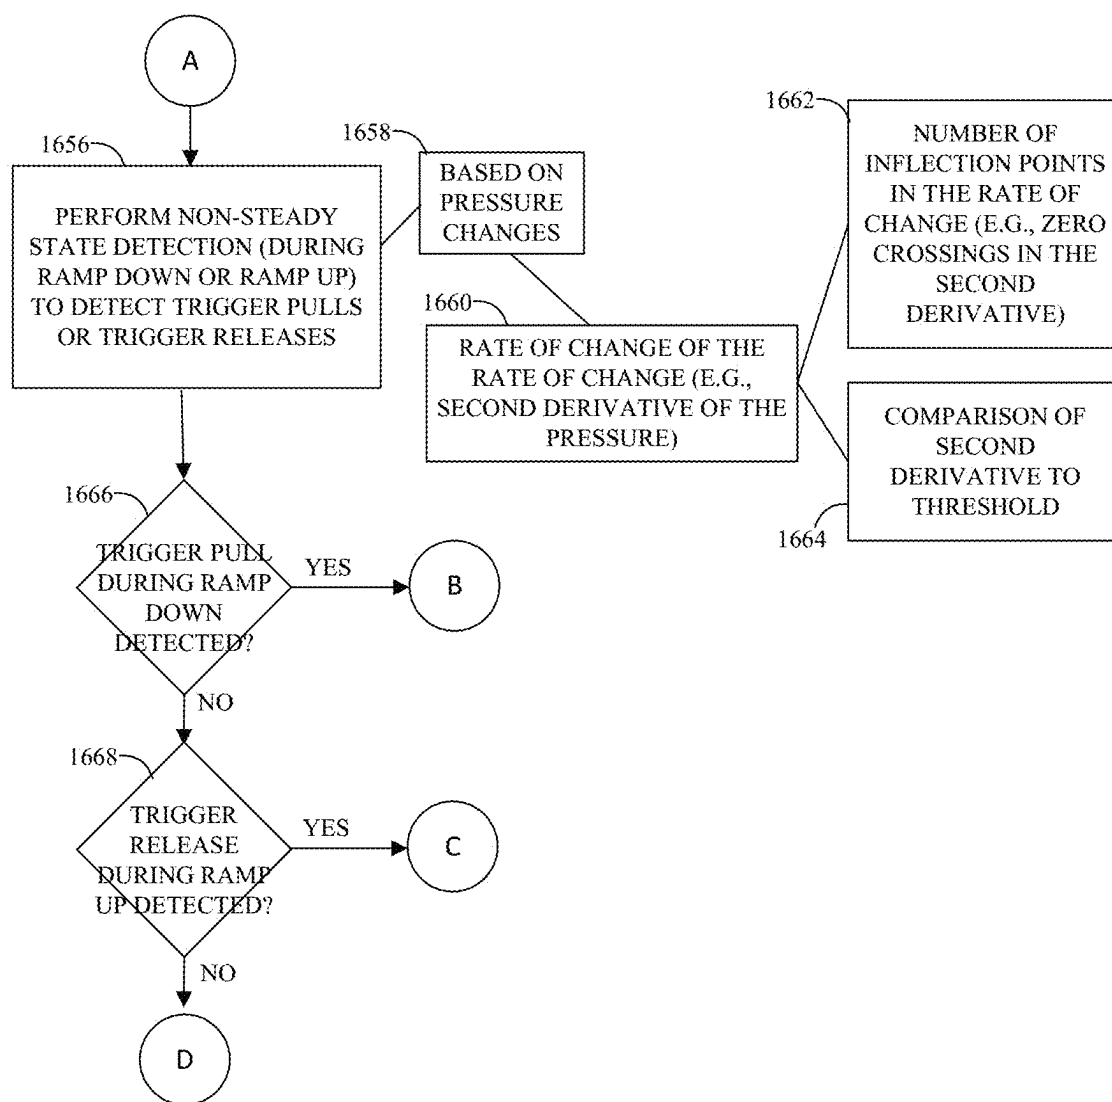 A
1656
PERFORM NON-STEADY
STATE DETECTION (DURING
RAMP DOWN OR RAMP UP)
TO DETECT TRIGGER PULLS
OR TRIGGER RELEASES
1658
BASED ON
PRESSURE
CHANGES
1660
RATE OF CHANGE OF THE
RATE OF CHANGE (E.G.,
SECOND DERIVATIVE OF THE
PRESSURE)
1662
NUMBER OF
INFLECTION POINTS
IN THE RATE OF
CHANGE (E.G., ZERO
CROSSINGS IN THE
SECOND
DERIVATIVE)
COMPARISON OF
SECOND
DERIVATIVE TO
THRESHOLD
1664
1666
TRIGGER PULL
DURING RAMP
DOWN
DETECTED?
YES
B
NO
1668
TRIGGER
RELEASE
DURING RAMP
UP DETECTED?
YES
C
NO
D